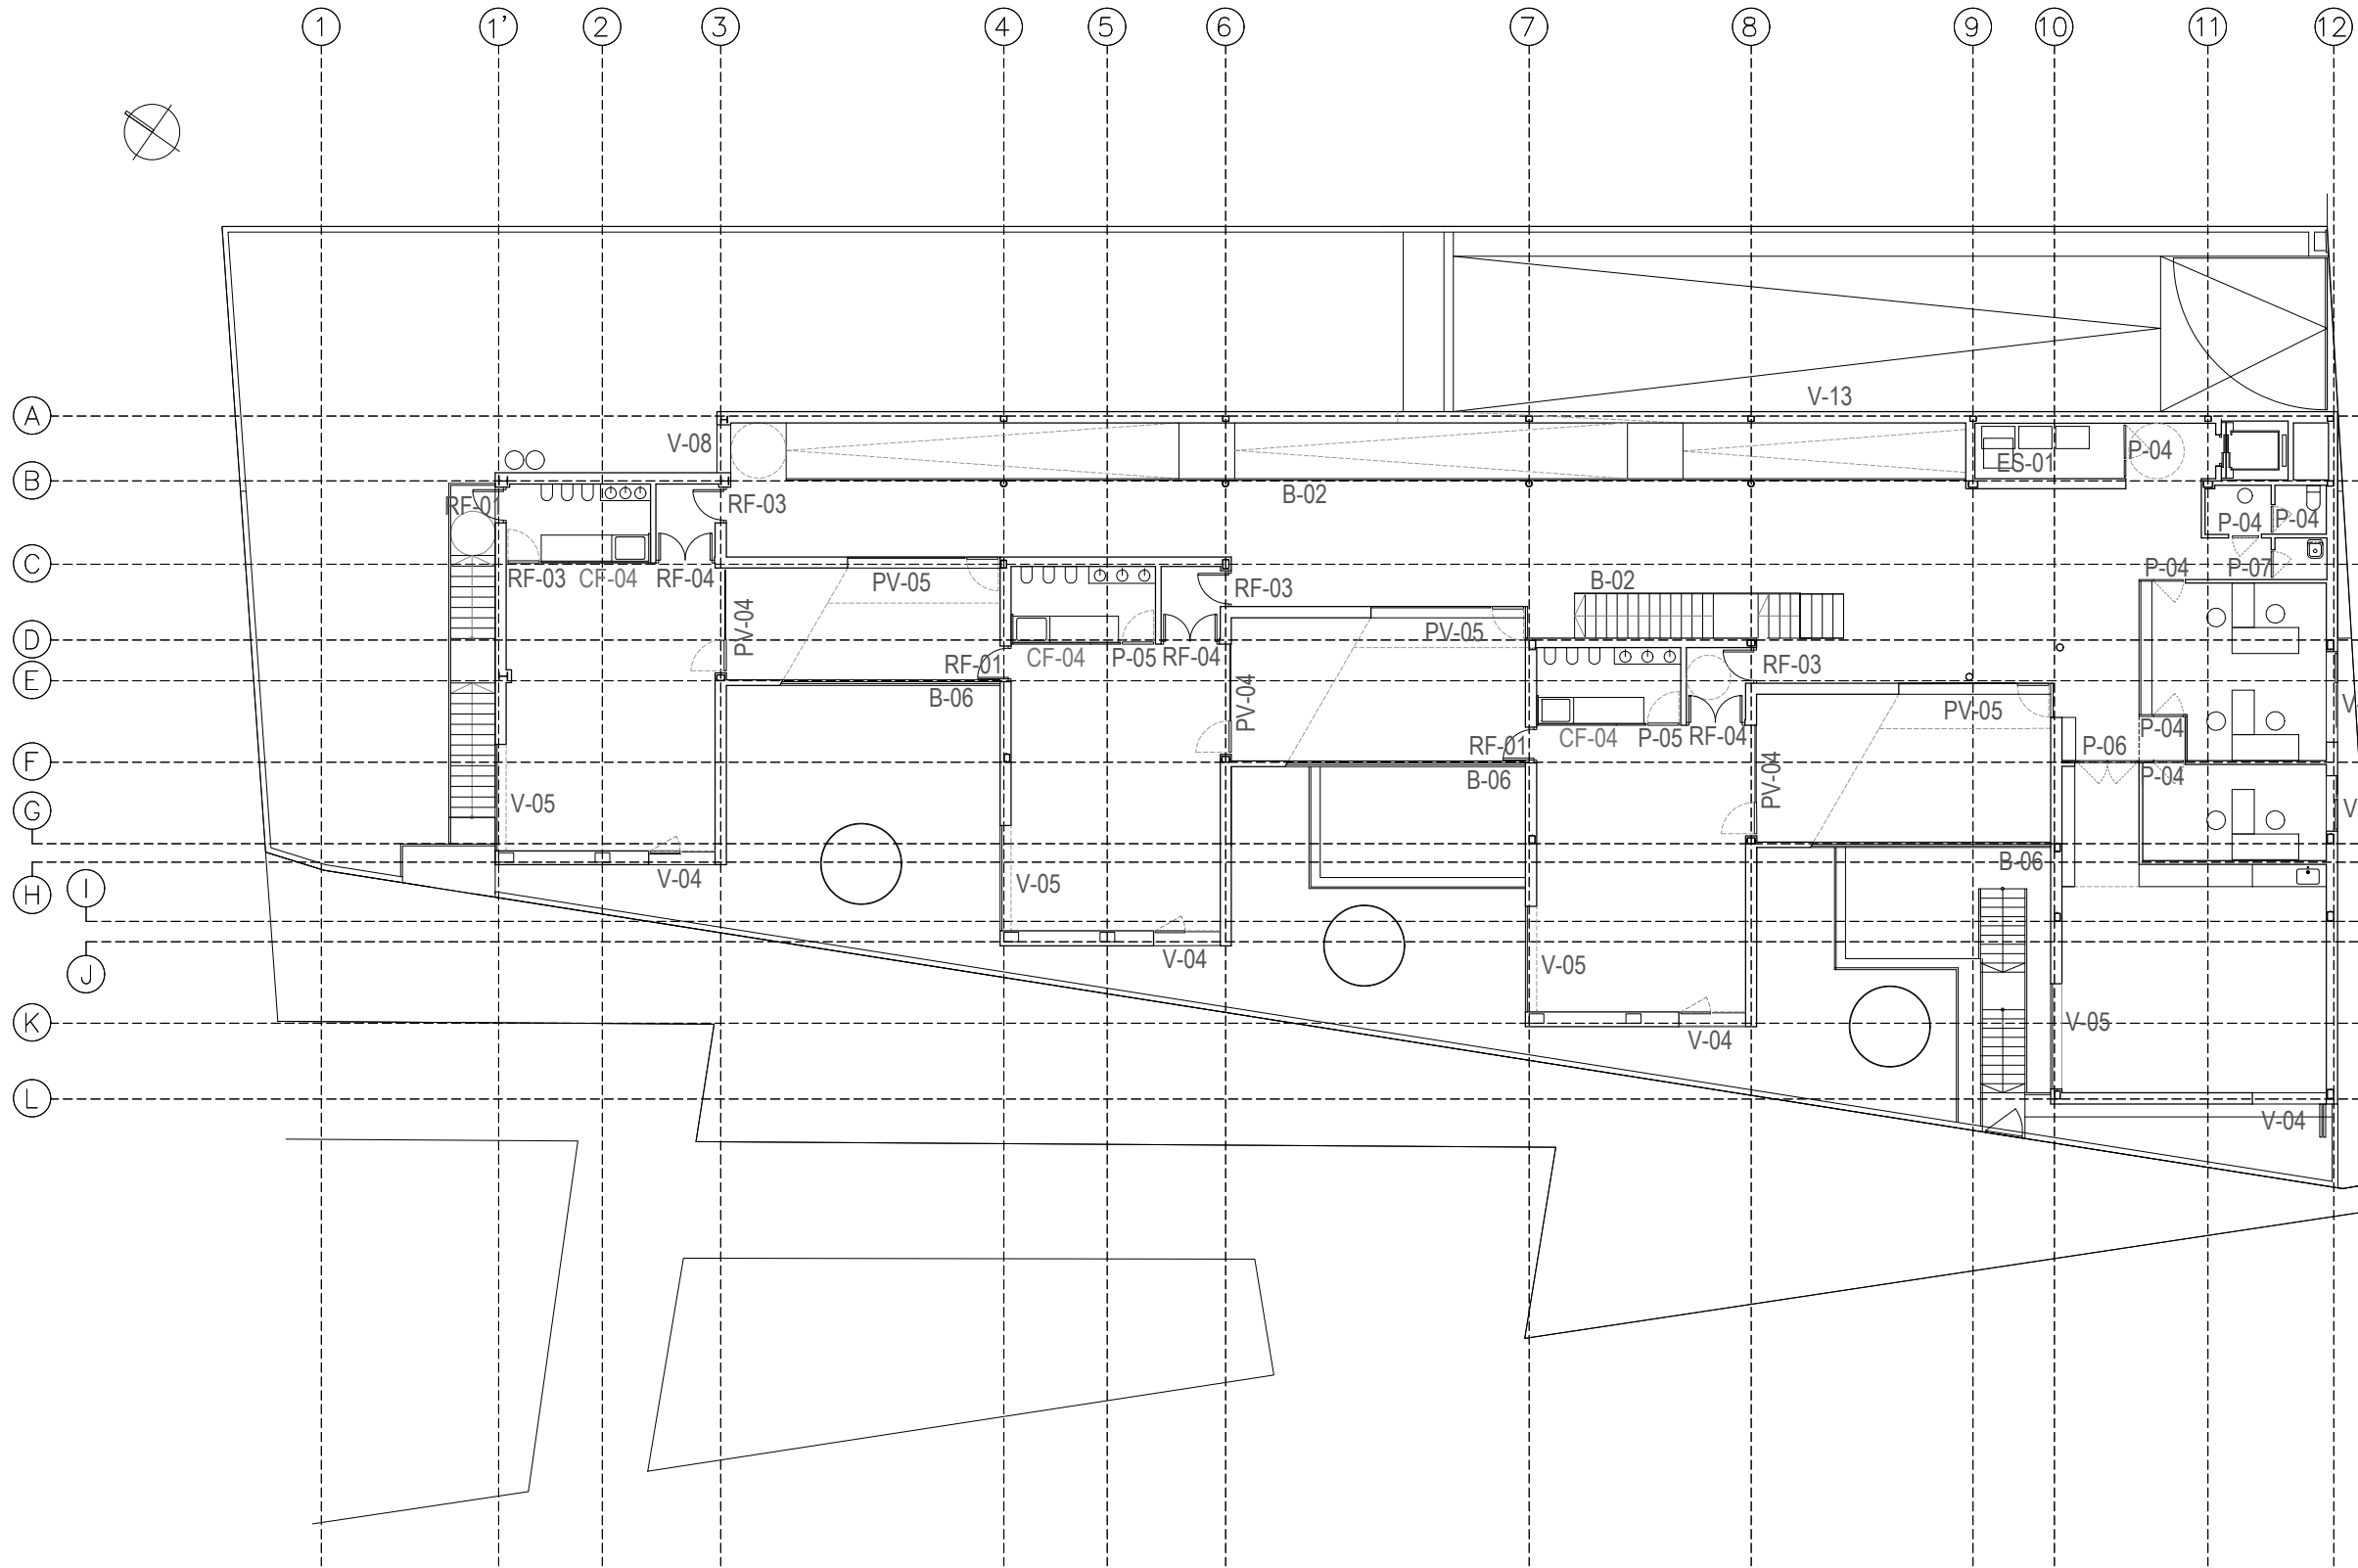 1 1’ 2 3 4 5 6 7 8 9 10 11 12
V-13
A
V-08
P-04
ES-01
B
RF-01 RF-03 B-02
P-04 P-04
C
RF-03 CF-04 RF-04 PV-05 RF-03 B-02 P-04 P-07
PV-04
D
PV-05
CF-04 P-05 RF-04
RF-01 RF-03
E
B-06 PV-04 PV-05
P-04
RF-01 CF-04 P-05 RF-04 P-06
F
PV-04
B-06 P-04
V-05
G
B-06
V-04
H
I
V-05
J
V-04 V-05
K
V-05
V-04
L
V-04